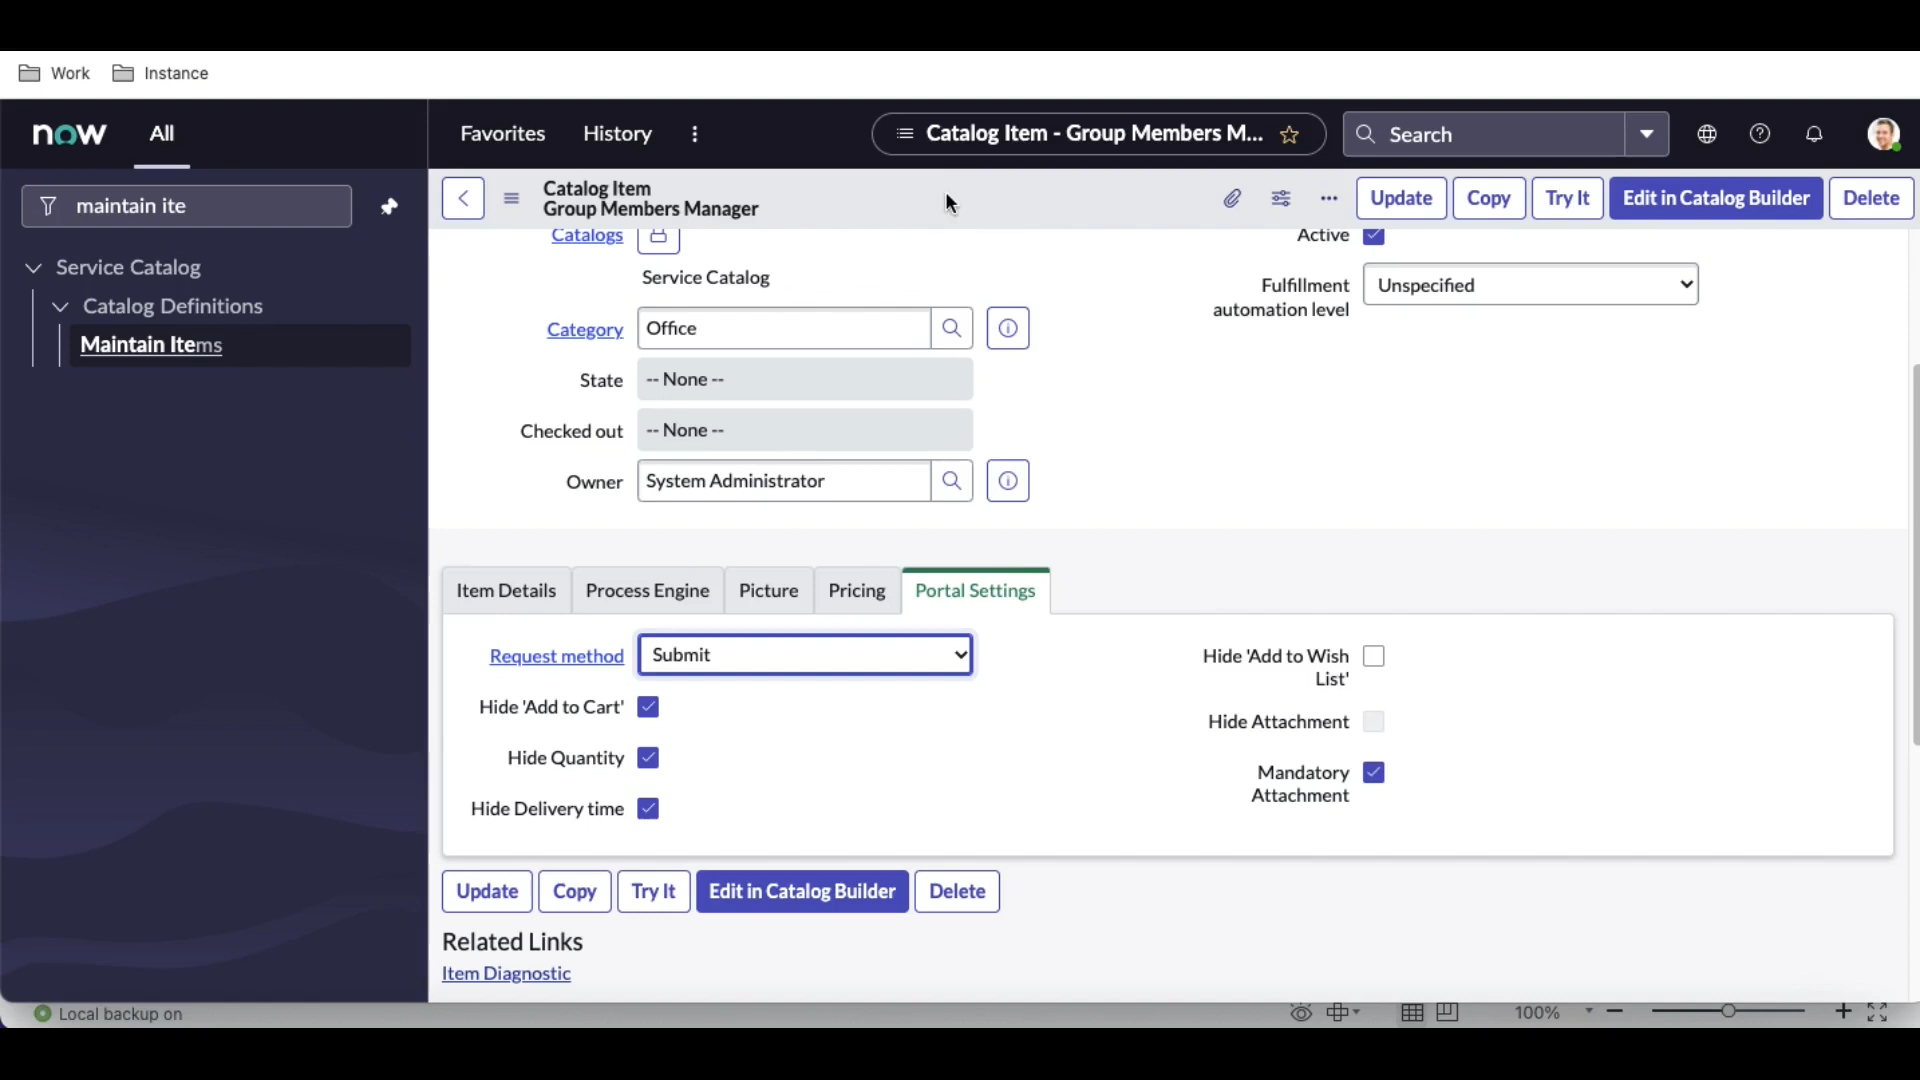 Work
Instance
now
All
Favorites
History
Catalog Item - Group Members M...
Search
maintain ite
Catalog Item
Group Members Manager
Update
Copy
Try It
Edit in Catalog Builder
Delete
Service Catalog
Catalog Definitions
Maintain Items
Catalogs
Service Catalog
Category
Office
State
-- None --
Checked out
-- None --
Owner
System Administrator
Active
Fulfillment
automation level
Unspecified
Item Details
Process Engine
Picture
Pricing
Portal Settings
Request method
Submit
Hide 'Add to Cart'
Hide Quantity
Hide Delivery time
Hide 'Add to Wish
List'
Hide Attachment
Mandatory
Attachment
Update
Copy
Try It
Edit in Catalog Builder
Delete
Related Links
Item Diagnostic
Local backup on
100%